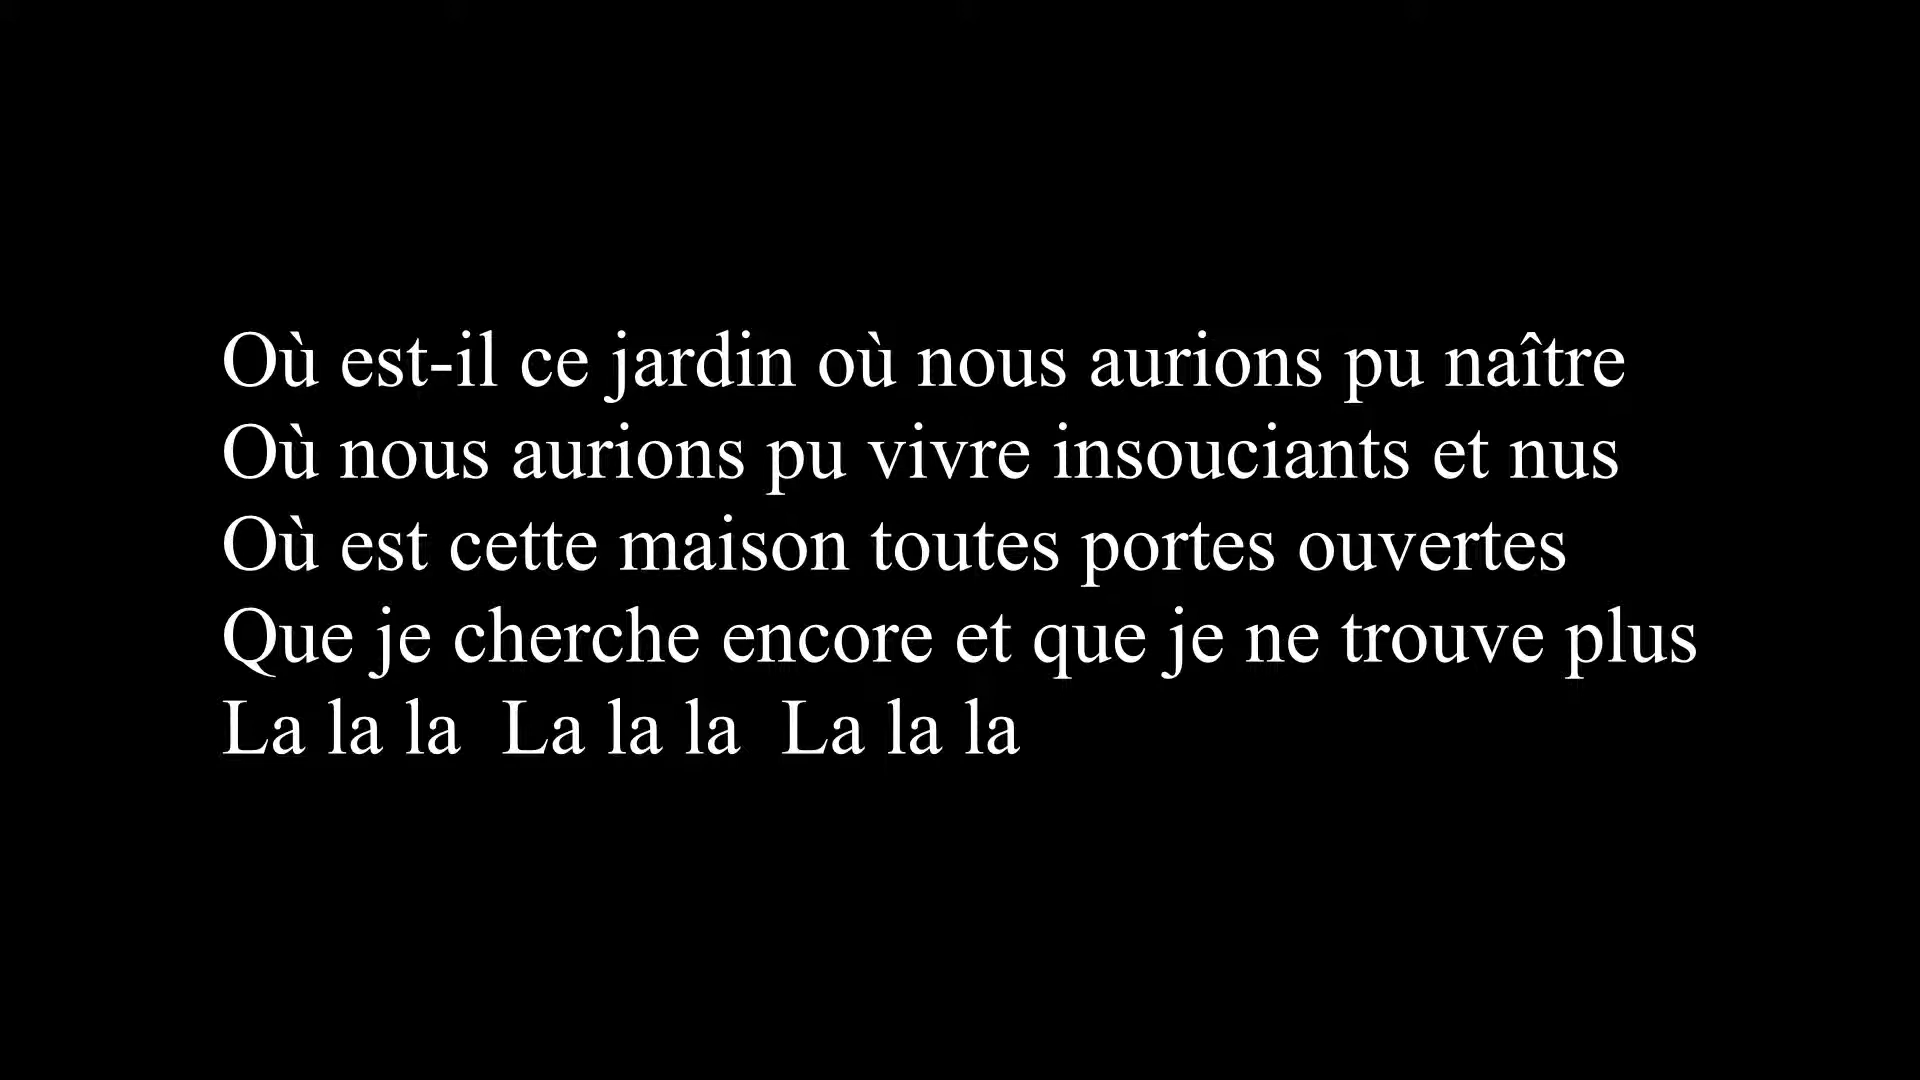 Où est-il ce jardin où nous aurions pu naître
Où nous aurions pu vivre insouciants et nus
Où est cette maison toutes portes ouvertes
Que je cherche encore et que je ne trouve plus
La la la  La la la  La la la